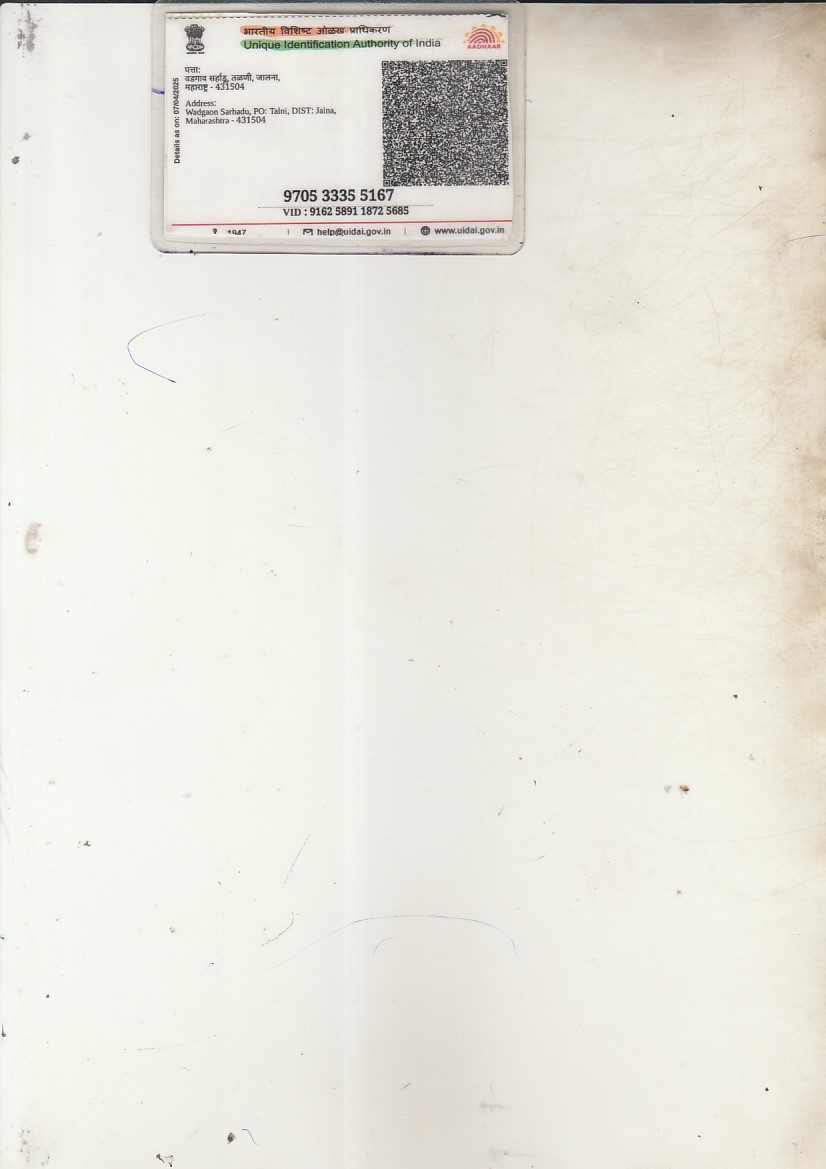 भारतीय विशिष्ट ओळख प्राधिकरण
Unique Identification Authority of India
AADHAAR
Details as on: 07/04/2025
पत्ता:
वडगाव सर्हाडू, तळणी, जालना,
महाराष्ट्र - 431504
Address:
Wadgaon Sarhadu, PO: Talni, DIST: Jalna,
Maharashtra - 431504
9705 3335 5167
VID : 9162 5891 1872 5685
1947 | help@uidai.gov.in | www.uidai.gov.in